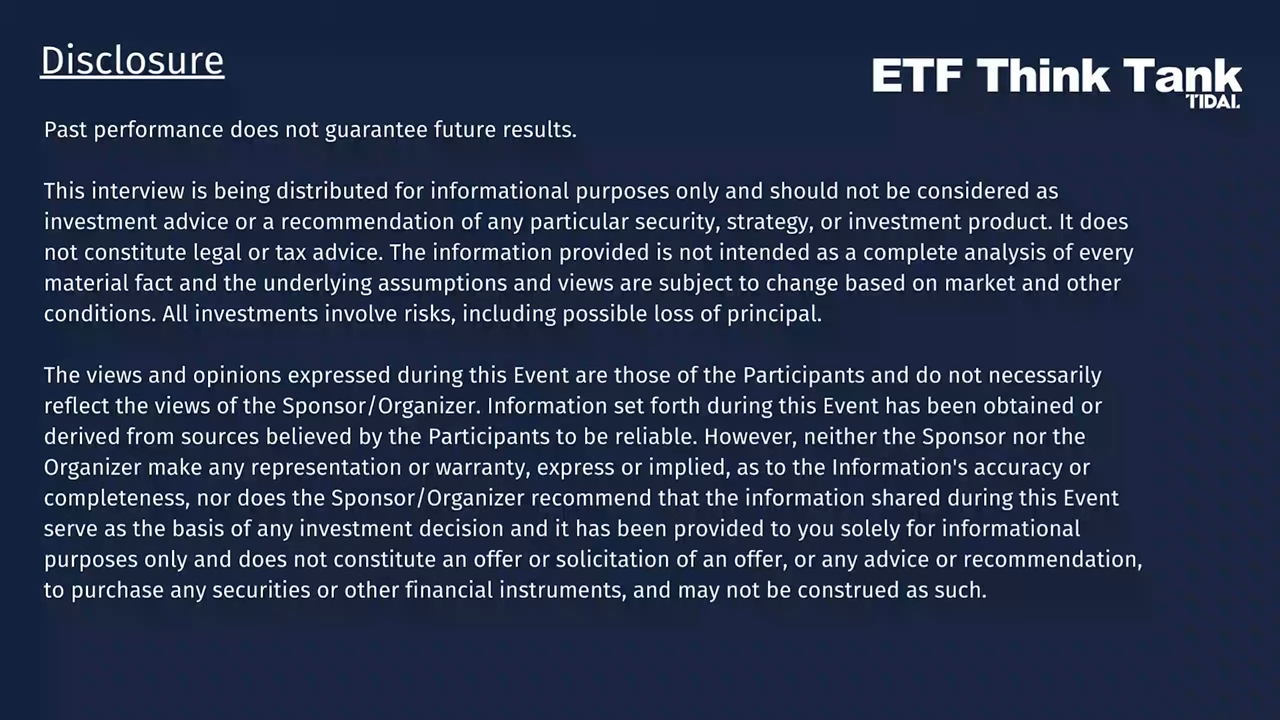 Disclosure
ETF Think Tank
TIDAL
Past performance does not guarantee future results.
This interview is being distributed for informational purposes only and should not be considered as
investment advice or a recommendation of any particular security, strategy, or investment product. It does
not constitute legal or tax advice. The information provided is not intended as a complete analysis of every
material fact and the underlying assumptions and views are subject to change based on market and other
conditions. All investments involve risks, including possible loss of principal.
The views and opinions expressed during this Event are those of the Participants and do not necessarily
reflect the views of the Sponsor/Organizer. Information set forth during this Event has been obtained or
derived from sources believed by the Participants to be reliable. However, neither the Sponsor nor the
Organizer make any representation or warranty, express or implied, as to the Information's accuracy or
completeness, nor does the Sponsor/Organizer recommend that the information shared during this Event
serve as the basis of any investment decision and it has been provided to you solely for informational
purposes only and does not constitute an offer or solicitation of an offer, or any advice or recommendation,
to purchase any securities or other financial instruments, and may not be construed as such.